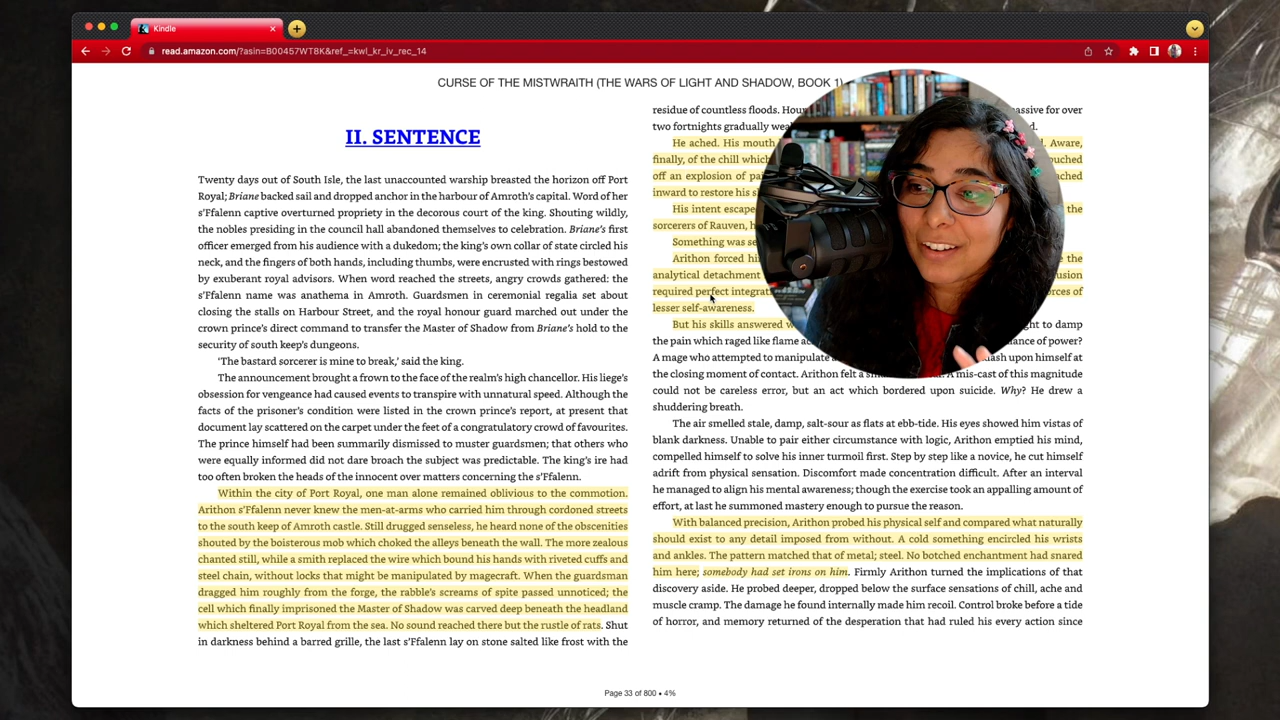 Kindle
read.amazon.com/?asin=B00457WT8K&ref_=kwl_kr_iv_rec_14
CURSE OF THE MISTWRAITH (THE WARS OF LIGHT AND SHADOW, BOOK 1)
II. SENTENCE
Twenty days out of South Isle, the last unaccounted warship breasted the horizon off Port
Royal; Briane backed sail and dropped anchor in the harbour of Amroth's capital. Word of her
s'Ffalenn captive overturned propriety in the decorous court of the king. Shouting wildly,
the nobles presiding in the council hall abandoned themselves to celebration. Briane's first
officer emerged from his audience with a dukedom; the king's own collar of state circled his
neck, and the fingers of both hands, including thumbs, were encrusted with rings bestowed
by exuberant royal advisors. When word reached the streets, angry crowds gathered: the
s'Ffalenn name was anathema in Amroth. Guardsmen in ceremonial regalia set about
closing the stalls on Harbour Street, and the royal honour guard marched out under the
crown prince's direct command to transfer the Master of Shadow from Briane's hold to the
security of south keep's dungeons.
'The bastard sorcerer is mine to break,' said the king.
The announcement brought a frown to the face of the realm's high chancellor. His liege's
obsession for vengeance had caused events to transpire with unnatural speed. Although the
facts of the prisoner's condition were listed in the crown prince's report, at present that
document lay scattered on the carpet under the feet of a congratulatory crowd of favourites.
The prince himself had been summarily dismissed to muster guardsmen; that others who
were equally informed did not dare broach the subject was predictable. The king's ire had
too often broken the heads of the innocent over matters concerning the s'Ffalenn.
Within the city of Port Royal, one man alone remained oblivious to the commotion.
Arithon s'Ffalenn never knew the men-at-arms who carried him through cordoned streets
to the south keep of Amroth castle. Still drugged senseless, he heard none of the obscenities
shouted by the boisterous mob which choked the alleys beneath the wall. The more zealous
chanted still, while a smith replaced the wire which bound his hands with riveted cuffs and
steel chain, without locks that might be manipulated by magecraft. When the guardsman
dragged him roughly from the forge, the rabble's screams of spite passed unnoticed; the
cell which finally imprisoned the Master of Shadow was carved deep beneath the headland
which sheltered Port Royal from the sea. No sound reached there but the rustle of rats. Shut
in darkness behind a barred grille, the last s'Ffalenn lay on stone salted like frost with the
residue of countless floods. assive for over
two fortnights gradually
He ached. His mouth Aware,
finally, of the chill which ouched
off an explosion of ached
inward to restore his
His intent the
sorcerers of Rauven,
Something was
Arithon forced the
analytical detachment usion
required perfect orces of
lesser self-awareness.
But his skills answered ght to damp
the pain which raged like flame ance of power?
A mage who attempted to manipulate lash upon himself at
the closing moment of contact. Arithon felt a A mis-cast of this magnitude
could not be careless error, but an act which bordered upon suicide. Why? He drew a
shuddering breath.
The air smelled stale, damp, salt-sour as flats at ebb-tide. His eyes showed him vistas of
blank darkness. Unable to pair either circumstance with logic, Arithon emptied his mind,
compelled himself to solve his inner turmoil first. Step by step like a novice, he cut himself
adrift from physical sensation. Discomfort made concentration difficult. After an interval
he managed to align his mental awareness; though the exercise took an appalling amount of
effort, at last he summoned mastery enough to pursue the reason.
With balanced precision, Arithon probed his physical self and compared what naturally
should exist to any detail imposed from without. A cold something encircled his wrists
and ankles. The pattern matched that of metal; steel. No botched enchantment had snared
him here; somebody had set irons on him. Firmly Arithon turned the implications of that
discovery aside. He probed deeper, dropped below the surface sensations of chill, ache and
muscle cramp. The damage he found internally made him recoil. Control broke before a tide
of horror, and memory returned of the desperation that had ruled his every action since
Page 33 of 800 • 4%